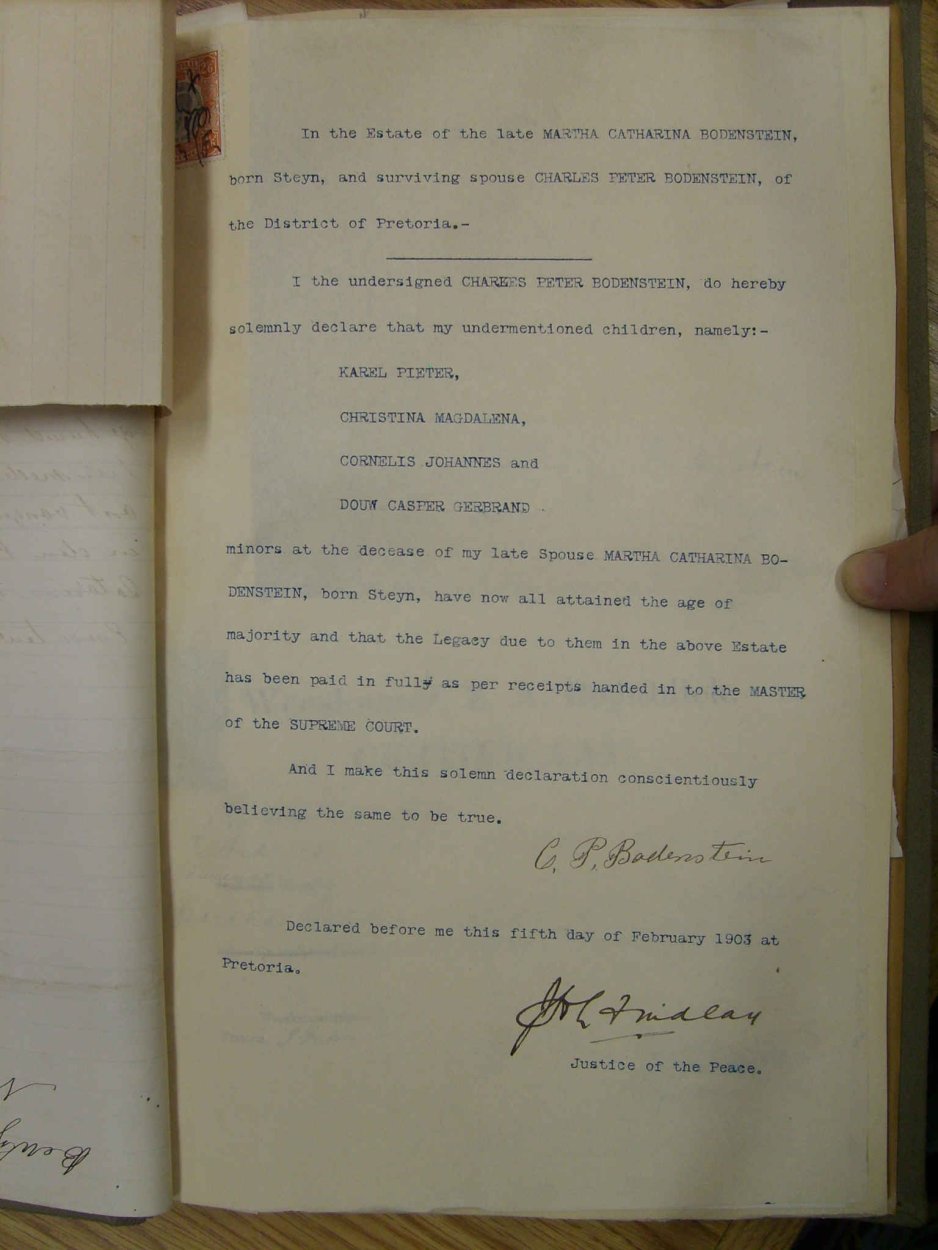 In the Estate of the late MARTHA CATHARINA BODENSTEIN,
born Steyn, and surviving spouse CHARLES PETER BODENSTEIN, of
the District of Pretoria.-
I the undersigned CHARLES PETER BODENSTEIN, do hereby
solemnly declare that my undermentioned children, namely:-
KAREL PIETER,
CHRISTINA MAGDALENA,
CORNELIS JOHANNES and
DOUW CASPER GERBRAND
minors at the decease of my late Spouse MARTHA CATHARINA BO-
DENSTEIN, born Steyn, have now all attained the age of
majority and that the Legacy due to them in the above Estate
has been paid in fully as per receipts handed in to the MASTER
of the SUPREME COURT.
And I make this solemn declaration conscientiously
believing the same to be true.
C. P. Bodenstein
Declared before me this fifth day of February 1903 at
Pretoria.
Findlay
Justice of the Peace.